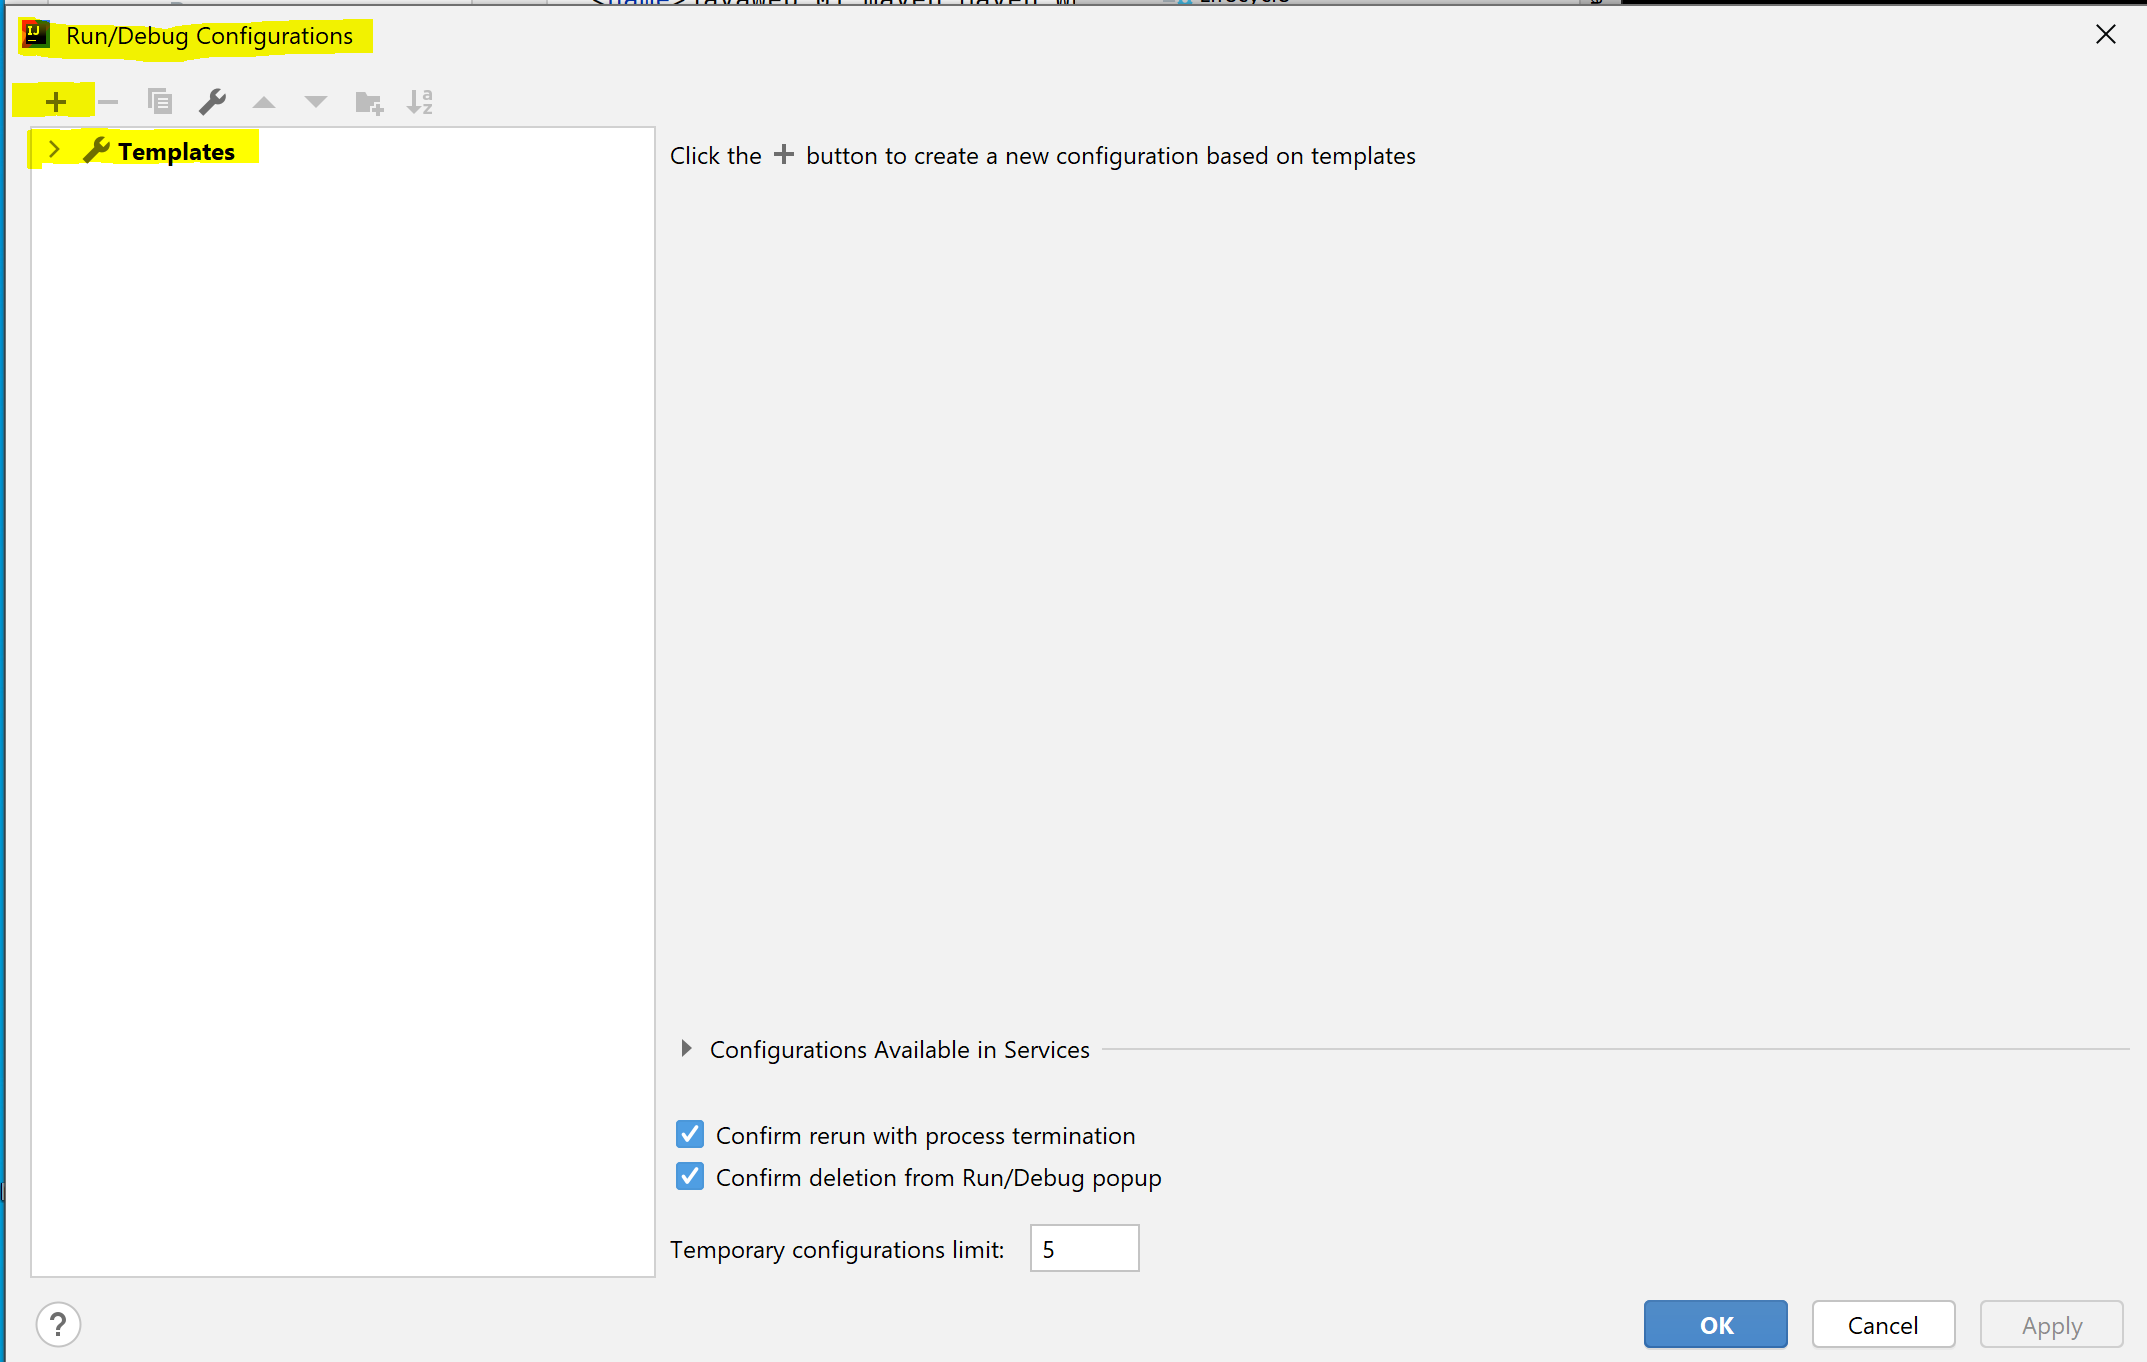 Run/Debug Configurations
Templates
Click the + button to create a new configuration based on templates
Configurations Available in Services
Confirm rerun with process termination
Confirm deletion from Run/Debug popup
Temporary configurations limit: 5
? OK Cancel Apply